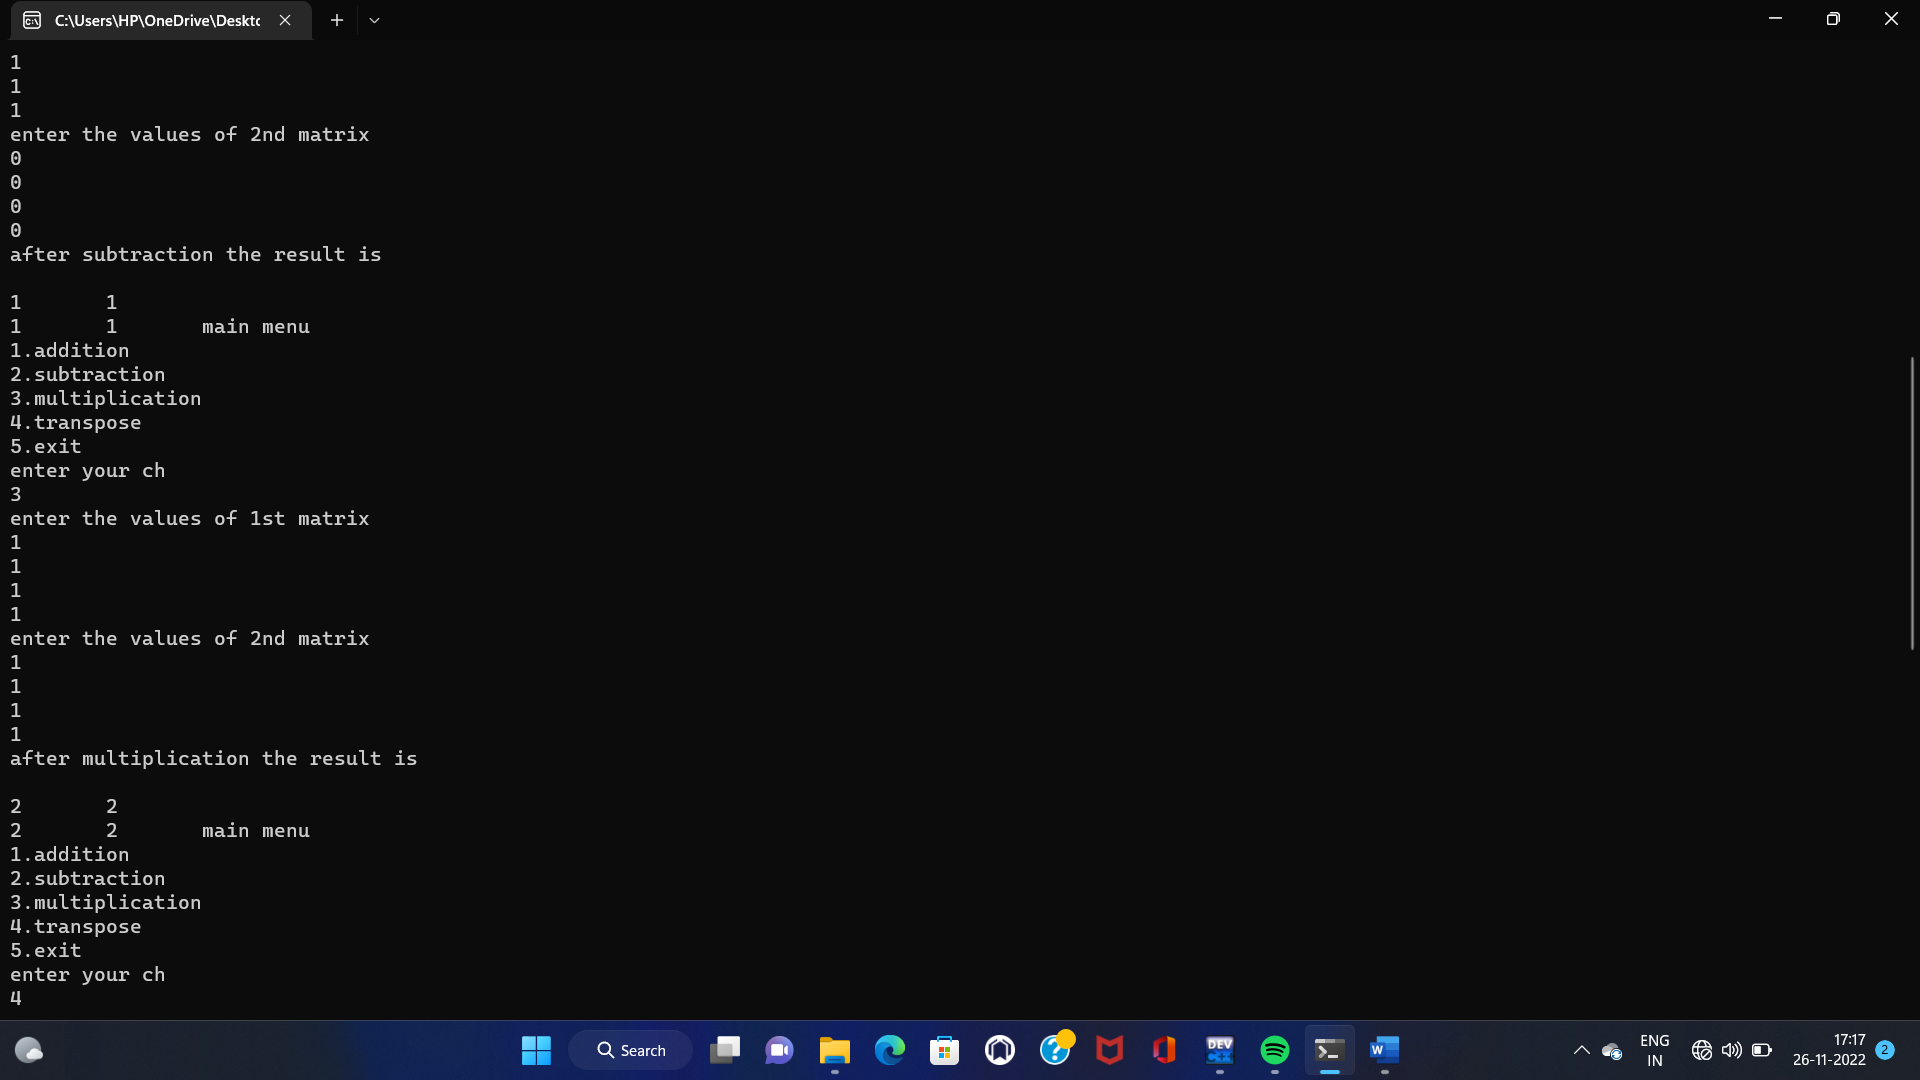 C:\Users\HP\OneDrive\Deskto
1
1
1
enter the values of 2nd matrix
0
0
0
0
after subtraction the result is
1 1
1 1 main menu
1.addition
2.subtraction
3.multiplication
4.transpose
5.exit
enter your ch
3
enter the values of 1st matrix
1
1
1
1
enter the values of 2nd matrix
1
1
1
1
after multiplication the result is
2 2
2 2 main menu
1.addition
2.subtraction
3.multiplication
4.transpose
5.exit
enter your ch
4
Search
DEV
C++
W
ENG
IN
17:17
26-11-2022
2